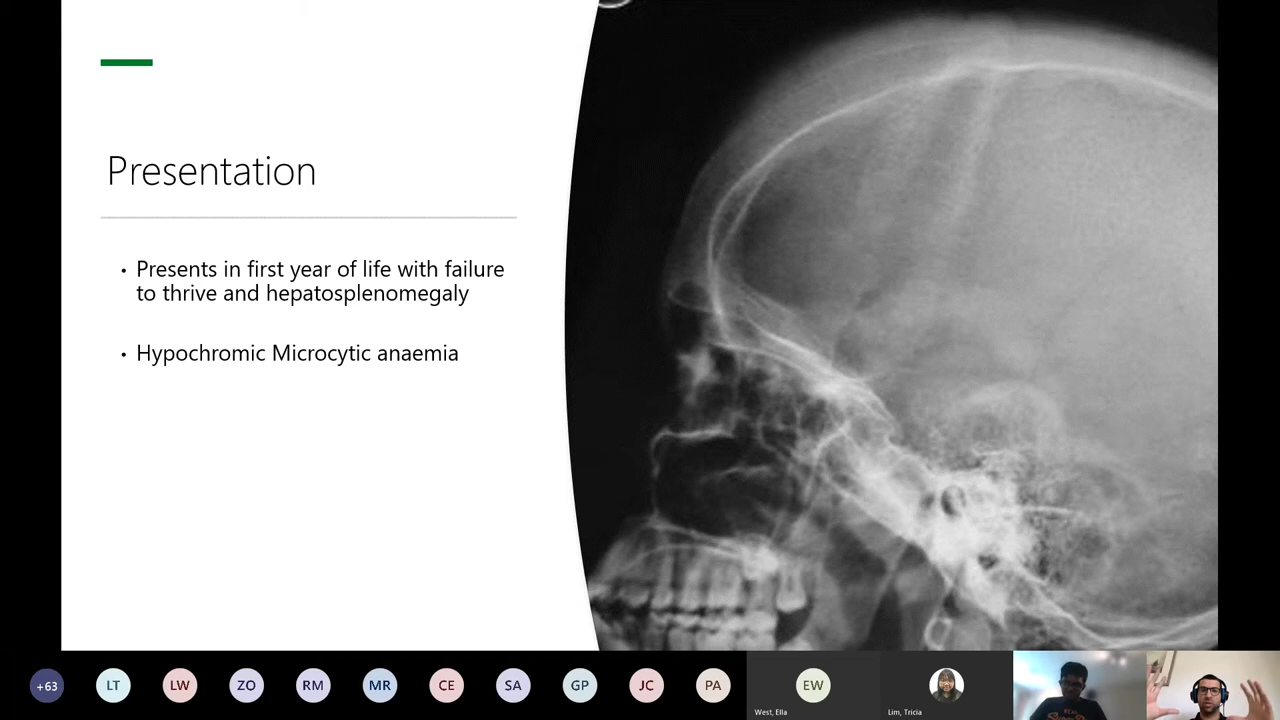 Presentation
• Presents in first year of life with failure
to thrive and hepatosplenomegaly
• Hypochromic Microcytic anaemia
+63
LT
LW
ZO
RM
MR
CE
SA
GP
JC
PA
EW
West, Ella
Lim, Tricia